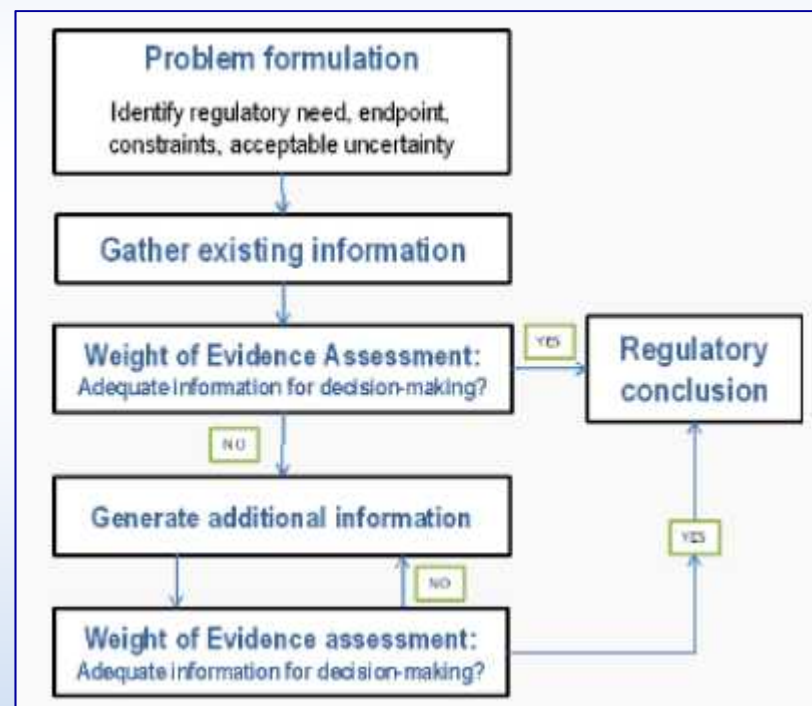 Problem formulation
Identify regulatory need, endpoint,
constraints, acceptable uncertainty
Gather existing information
Weight of Evidence Assessment:
Adequate information for decision-making?
YES
Regulatory
conclusion
NO
Generate additional information
YES
NO
Weight of Evidence assessment:
Adequate information for decision-making?